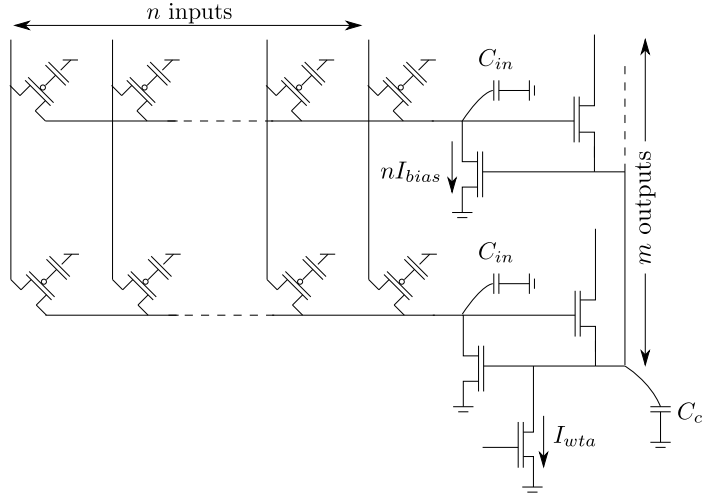 n inputs
C_in
nI_bias
m outputs
C_in
C_c
I_wta